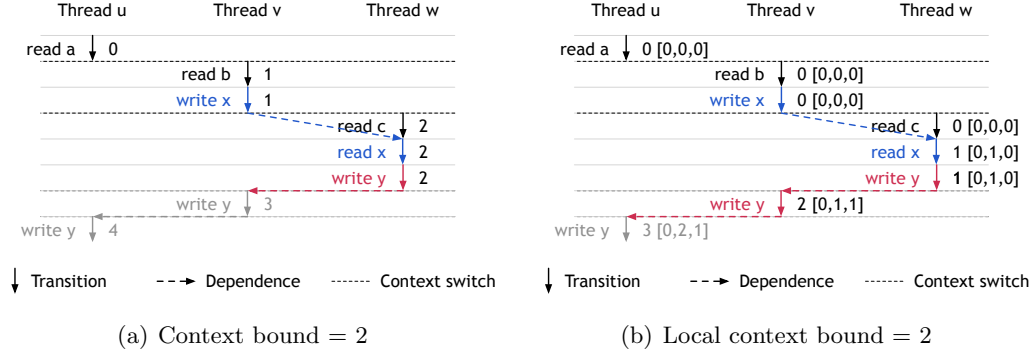 Thread u Thread v Thread w
read a 0
read b 1
write x 1
read c 2
read x 2
write y 2
write y 3
write y 4
Transition Dependence Context switch
(a) Context bound = 2
Thread u Thread v Thread w
read a 0 [0,0,0]
read b 0 [0,0,0]
write x 0 [0,0,0]
read c 0 [0,0,0]
read x 1 [0,1,0]
write y 1 [0,1,0]
write y 2 [0,1,1]
write y 3 [0,2,1]
Transition Dependence Context switch
(b) Local context bound = 2